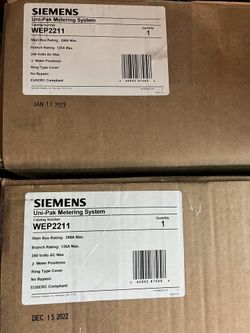 SIEMENS
Uni-Pak Metering System
Catalog Number
WEP2211
Quantity
1
Main Bus Rating: 200A Max.
Branch Rating: 125A Max.
240 Volts AC Max
2 Meter Positions
Ring Type Cover
No Bypass
EUSERC Compliant
JAN 11 2023
SIEMENS
Uni-Pak Metering System
Catalog Number
WEP2211
Quantity
1
Main Bus Rating: 200A Max.
Branch Rating: 125A Max.
240 Volts AC Max
2 Meter Positions
Ring Type Cover
No Bypass
EUSERC Compliant
DEC 15 2022